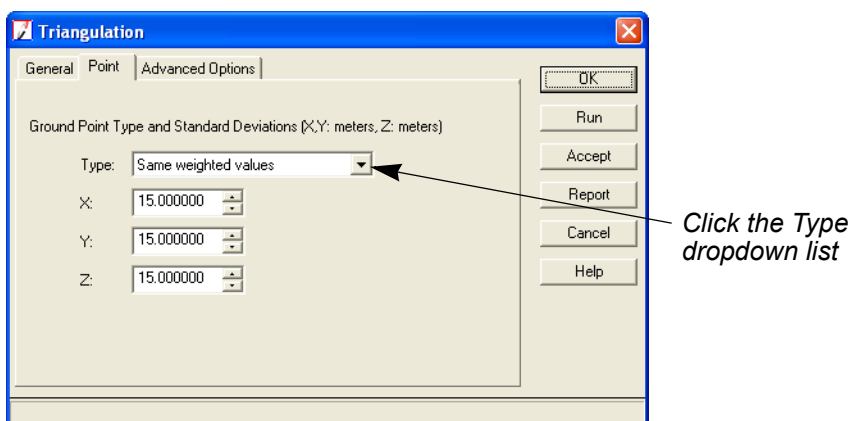 Triangulation
General Point Advanced Options
Ground Point Type and Standard Deviations (X,Y: meters, Z: meters)
Type: Same weighted values
X: 15.000000
Y: 15.000000
Z: 15.000000
OK
Run
Accept
Report
Cancel
Help
Click the Type
dropdown list